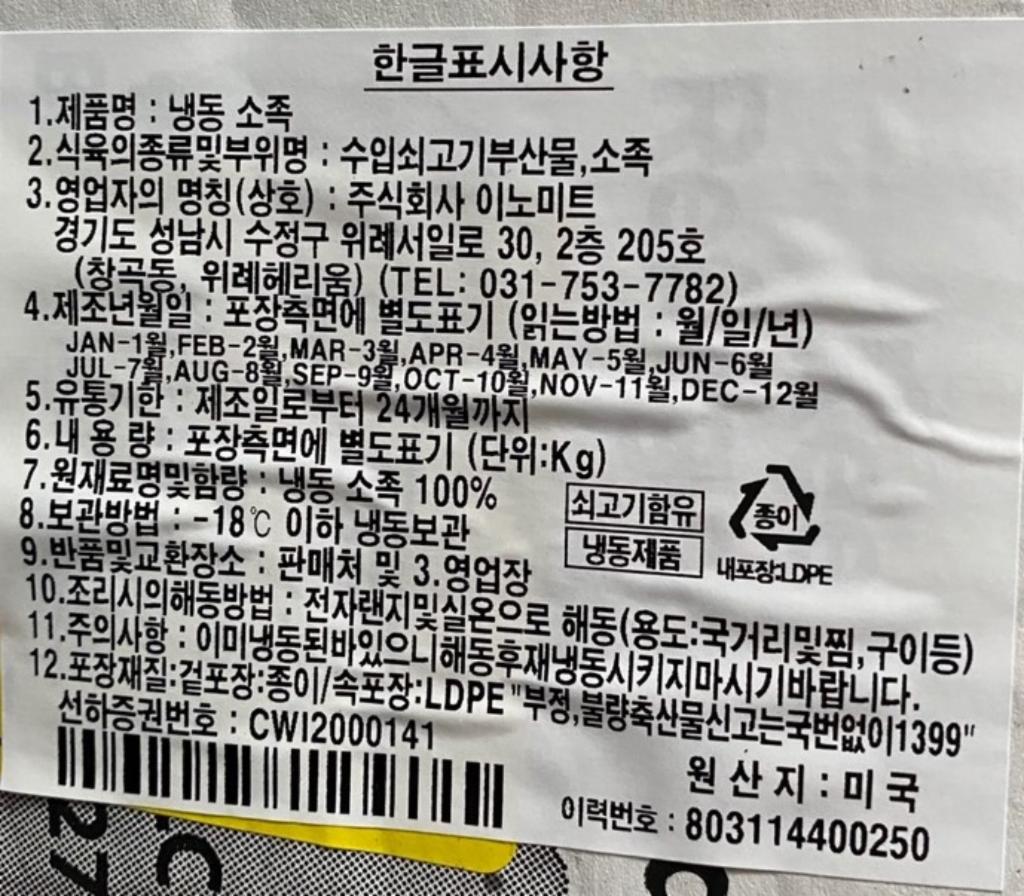 한글표시사항
1.제품명 : 냉동 소족
2.식육의종류및부위명 : 수입쇠고기부산물,소족
3.영업자의 명칭(상호) : 주식회사 이노미트
경기도 성남시 수정구 위례서일로 30, 2층 205호
(창곡동, 위례헤리움) (TEL: 031-753-7782)
4.제조년월일 : 포장측면에 별도표기 (읽는방법 : 월/일/년)
JAN-1월,FEB-2월,MAR-3월,APR-4월,MAY-5월,JUN-6월
JUL-7월,AUG-8월,SEP-9월,OCT-10월,NOV-11월,DEC-12월
5.유통기한 : 제조일로부터 24개월까지
6.내 용 량 : 포장측면에 별도표기 (단위:Kg)
7.원재료명및함량 : 냉동 소족 100%
8.보관방법 : -18℃ 이하 냉동보관
쇠고기함유
냉동제품
종이
내포장:LDPE
9.반품및교환장소 : 판매처 및 3.영업장
10.조리시의해동방법 : 전자랜지및실온으로 해동(용도:국거리및찜,구이등)
11.주의사항 : 이미냉동된바있으니해동후재냉동시키지마시기바랍니다.
12.포장재질:겉포장:종이/속포장:LDPE "부정,불량축산물신고는국번없이1399"
선하증권번호 : CWI2000141
원 산 지 : 미 국
이력번호 : 803114400250
27